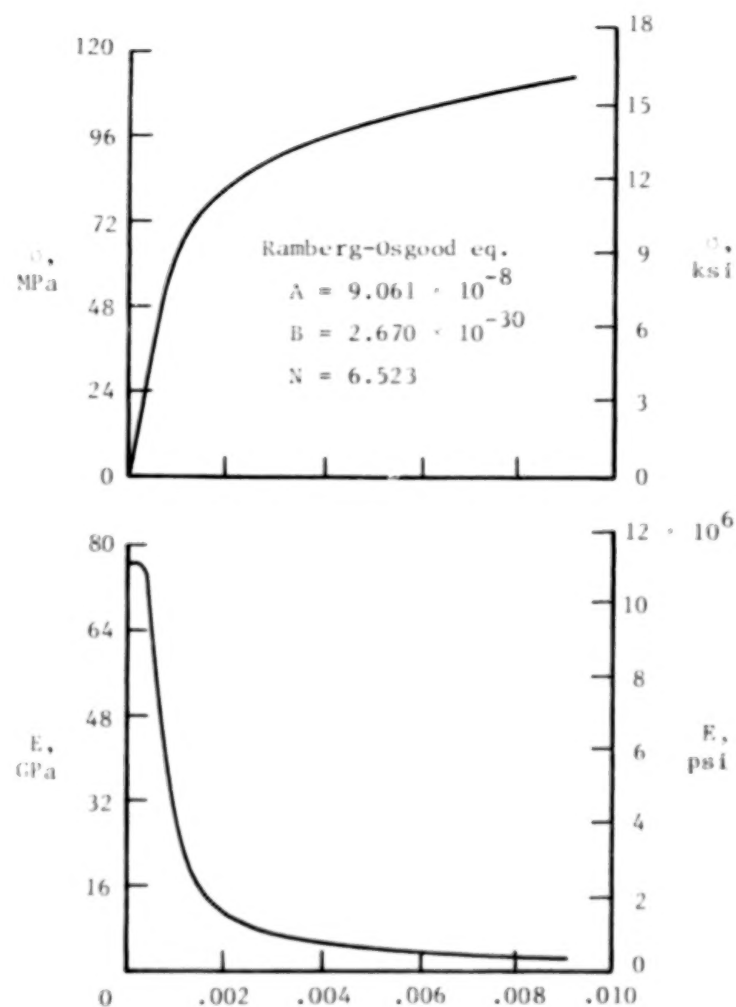 120
96
72
48
24
0
σ,
MPa
18
15
12
9
6
3
0
σ,
ksi
Ramberg-Osgood eq.
A = 9.061 · 10^-8
B = 2.670 · 10^-30
N = 6.523
80
64
48
32
16
0
E,
GPa
12 · 10^6
10
8
6
4
2
0
E,
psi
.002
.004
.006
.008
.010